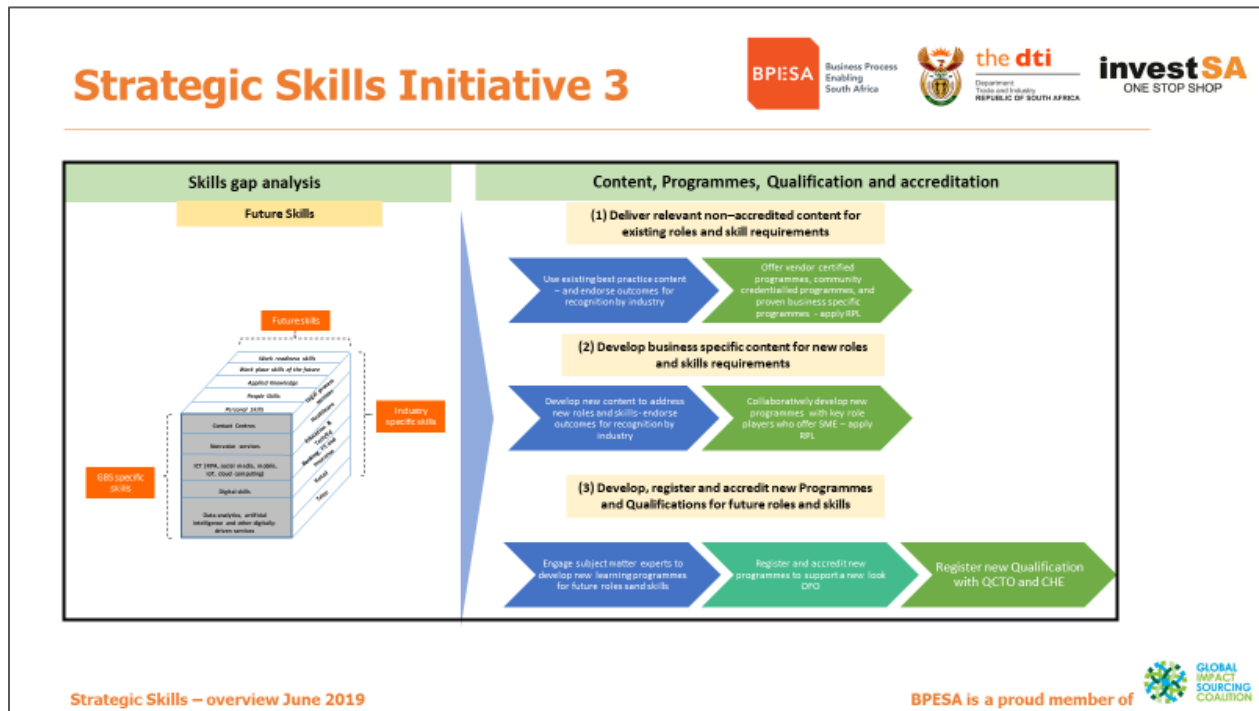 Strategic Skills Initiative 3
BPESA
Business Process
Enabling
South Africa
the dti
Department
Trade and Industry
REPUBLIC OF SOUTH AFRICA
investSA
ONE STOP SHOP
Skills gap analysis
Future Skills
Future skills
Work readiness skills
Work place skills of the future
Applied Knowledge
People Skills
Personal Skills
Contact Centres
Non-voice services
ICT (RPA, social media, mobile,
IoT, cloud computing)
Digital skills
Data analytics, artificial
intelligence and other digitally
driven services
Legal process
services
Healthcare
Education &
Banking, FS and
Insurance
Retail
Telco
GBS specific
skills
Industry
specific skills
Content, Programmes, Qualification and accreditation
(1) Deliver relevant non–accredited content for
existing roles and skill requirements
Use existing best practice content
– and endorse outcomes for
recognition by industry
Offer vendor certified
programmes, community
credentialled programmes, and
proven business specific
programmes - apply RPL
(2) Develop business specific content for new roles
and skills requirements
Develop new content to address
new roles and skills- endorse
outcomes for recognition by
industry
Collaboratively develop new
programmes with key role
players who offer SME – apply
RPL
(3) Develop, register and accredit new Programmes
and Qualifications for future roles and skills
Engage subject matter experts to
develop new learning programmes
for future roles sand skills
Register and accredit new
programmes to support a new look
OFO
Register new Qualification
with QCTO and CHE
Strategic Skills – overview June 2019
BPESA is a proud member of
GLOBAL
IMPACT
SOURCING
COALITION